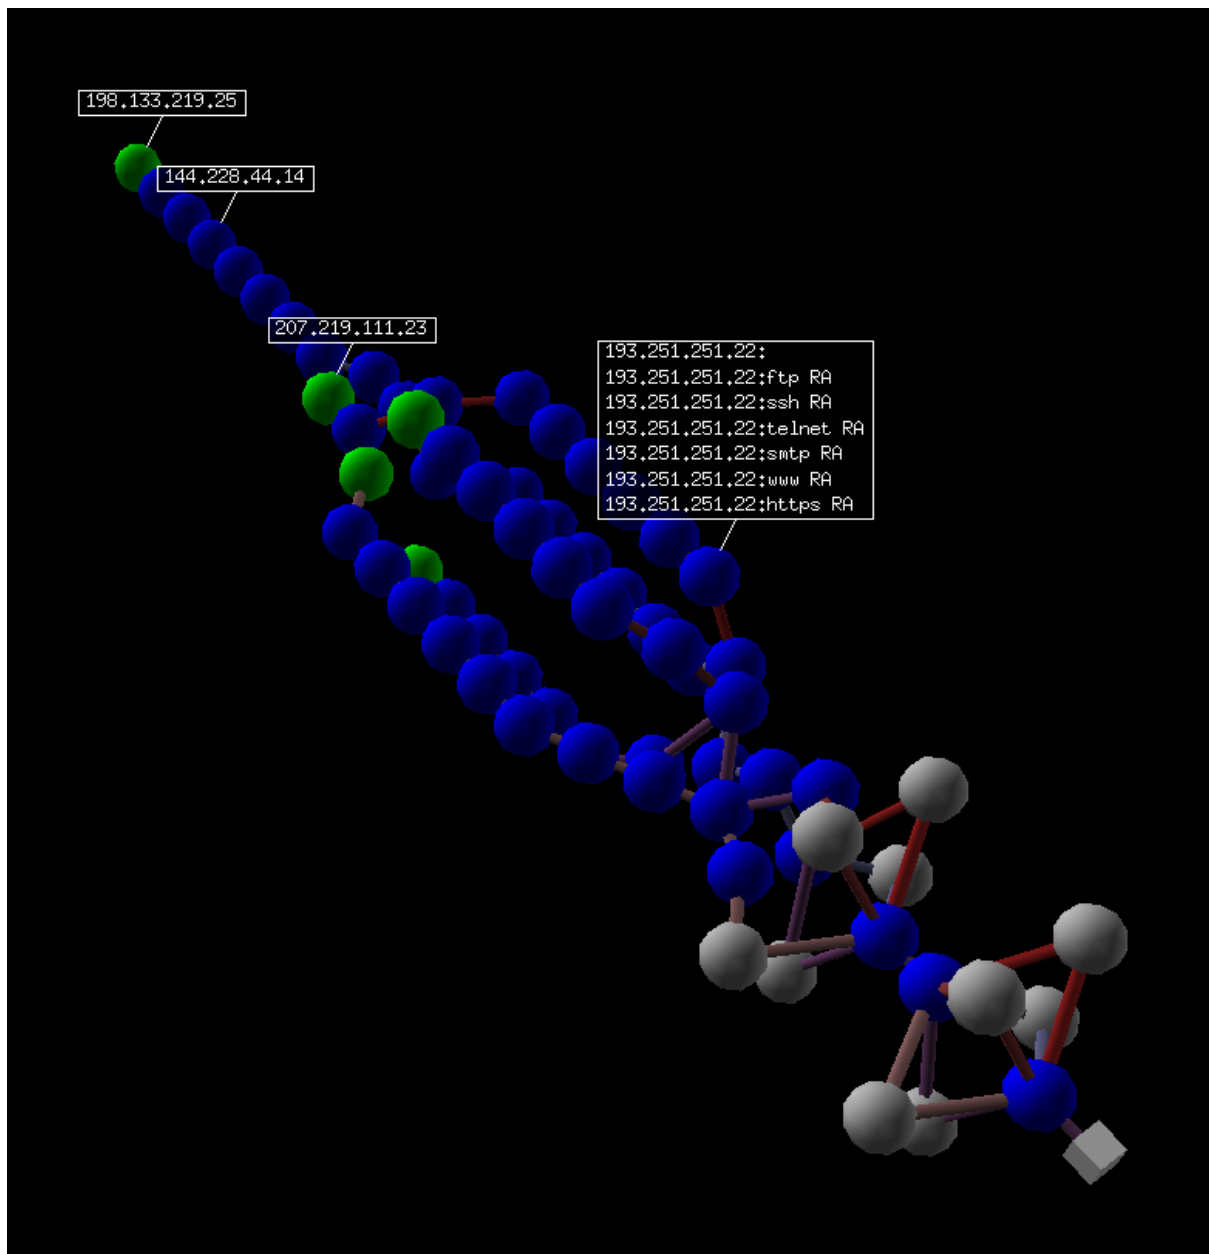 198.133.219.25
144.228.44.14
207.219.111.23
193.251.251.22:
193.251.251.22:ftp RA
193.251.251.22:ssh RA
193.251.251.22:telnet RA
193.251.251.22:smtp RA
193.251.251.22:www RA
193.251.251.22:https RA